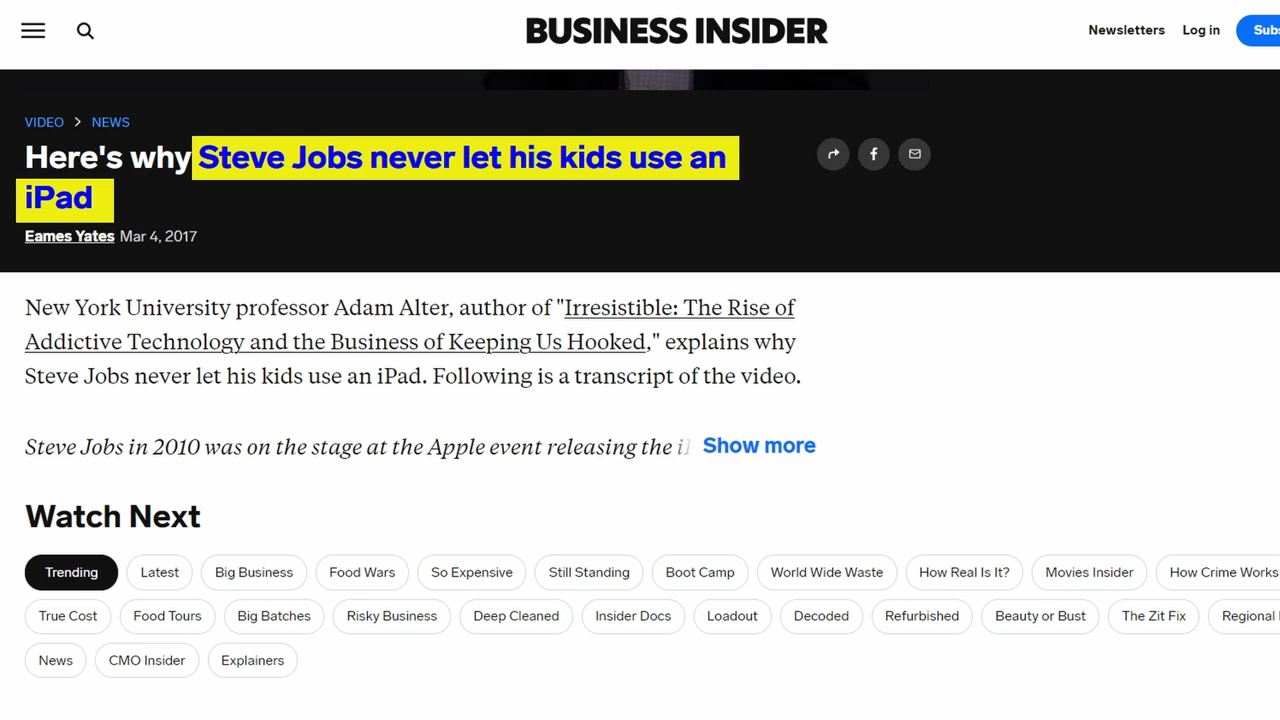 BUSINESS INSIDER
Newsletters Log in
VIDEO > NEWS
Here's why Steve Jobs never let his kids use an
iPad
Eames Yates Mar 4, 2017
New York University professor Adam Alter, author of "Irresistible: The Rise of
Addictive Technology and the Business of Keeping Us Hooked," explains why
Steve Jobs never let his kids use an iPad. Following is a transcript of the video.
Steve Jobs in 2010 was on the stage at the Apple event releasing the Show more
Watch Next
Trending Latest Big Business Food Wars So Expensive Still Standing Boot Camp World Wide Waste How Real Is It? Movies Insider How Crime Works
True Cost Food Tours Big Batches Risky Business Deep Cleaned Insider Docs Loadout Decoded Refurbished Beauty or Bust The Zit Fix Regional
News CMO Insider Explainers